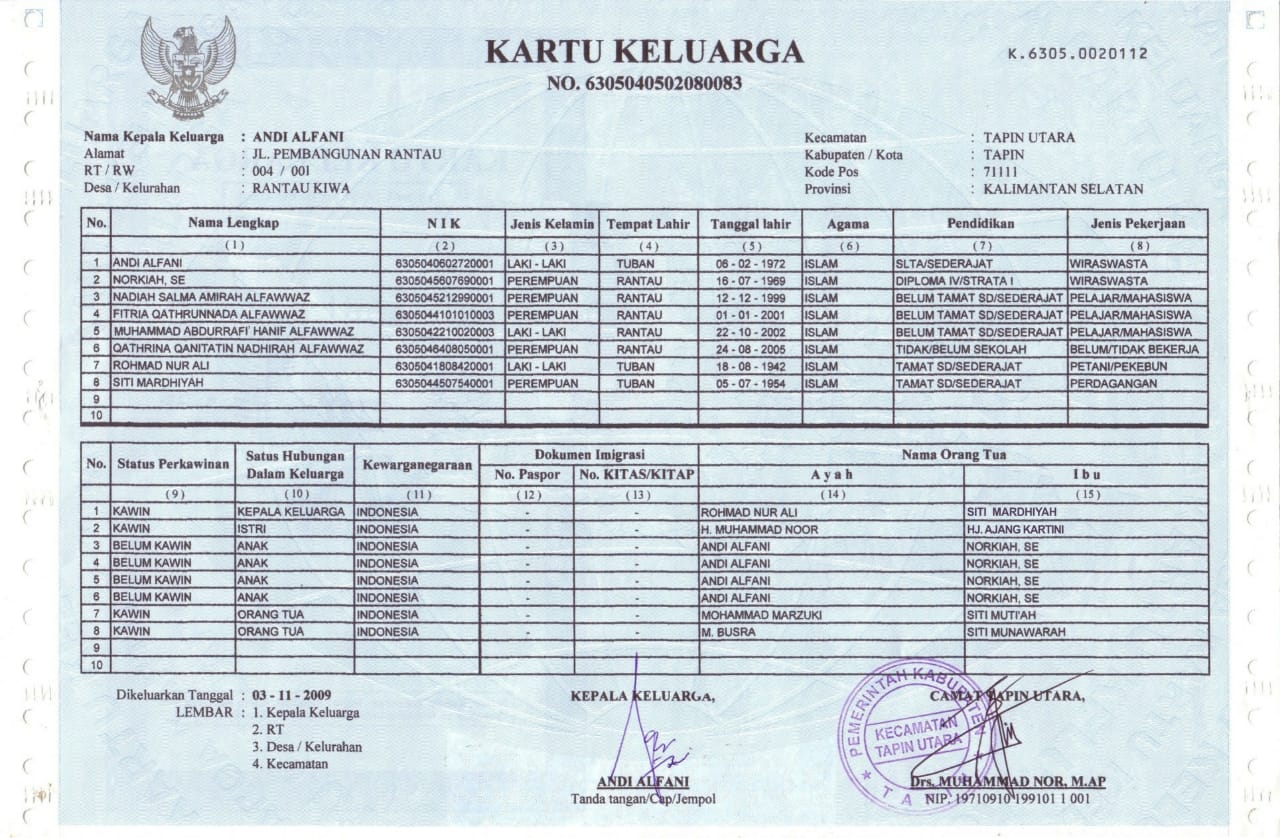 KARTU KELUARGA
NO. 6305040502080083
K.6305.0020112
Nama Kepala Keluarga : ANDI ALFANI
Alamat : JL. PEMBANGUNAN RANTAU
RT / RW : 004 / 001
Desa / Kelurahan : RANTAU KIWA
Kecamatan : TAPIN UTARA
Kabupaten / Kota : TAPIN
Kode Pos : 71111
Provinsi : KALIMANTAN SELATAN
No. Nama Lengkap N I K Jenis Kelamin Tempat Lahir Tanggal lahir Agama Pendidikan Jenis Pekerjaan
(1) (2) (3) (4) (5) (6) (7) (8)
1 ANDI ALFANI 6305040602720001 LAKI - LAKI TUBAN 06 - 02 - 1972 ISLAM SLTA/SEDERAJAT WIRASWASTA
2 NORKIAH, SE 6305045607690001 PEREMPUAN RANTAU 16 - 07 - 1969 ISLAM DIPLOMA IV/STRATA I WIRASWASTA
3 NADIAH SALMA AMIRAH ALFAWWAZ 6305045212990001 PEREMPUAN RANTAU 12 - 12 - 1999 ISLAM BELUM TAMAT SD/SEDERAJAT PELAJAR/MAHASISWA
4 FITRIA QATHRUNNADA ALFAWWAZ 6305044101010003 PEREMPUAN RANTAU 01 - 01 - 2001 ISLAM BELUM TAMAT SD/SEDERAJAT PELAJAR/MAHASISWA
5 MUHAMMAD ABDURRAFI' HANIF ALFAWWAZ 6305042210020003 LAKI - LAKI RANTAU 22 - 10 - 2002 ISLAM BELUM TAMAT SD/SEDERAJAT PELAJAR/MAHASISWA
6 QATHRINA QANITATIN NADHIRAH ALFAWWAZ 6305046408050001 PEREMPUAN RANTAU 24 - 08 - 2005 ISLAM TIDAK/BELUM SEKOLAH BELUM/TIDAK BEKERJA
7 ROHMAD NUR ALI 6305041808420001 LAKI - LAKI TUBAN 18 - 08 - 1942 ISLAM TAMAT SD/SEDERAJAT PETANI/PEKEBUN
8 SITI MARDHIYAH 6305044507540001 PEREMPUAN TUBAN 05 - 07 - 1954 ISLAM TAMAT SD/SEDERAJAT PERDAGANGAN
9
10
No. Status Perkawinan Satus Hubungan Dalam Keluarga Kewarganegaraan Dokumen Imigrasi Nama Orang Tua
No. Paspor No. KITAS/KITAP A y a h I b u
(9) (10) (11) (12) (13) (14) (15)
1 KAWIN KEPALA KELUARGA INDONESIA - - ROHMAD NUR ALI SITI MARDHIYAH
2 KAWIN ISTRI INDONESIA - - H. MUHAMMAD NOOR HJ. AJANG KARTINI
3 BELUM KAWIN ANAK INDONESIA - - ANDI ALFANI NORKIAH, SE
4 BELUM KAWIN ANAK INDONESIA - - ANDI ALFANI NORKIAH, SE
5 BELUM KAWIN ANAK INDONESIA - - ANDI ALFANI NORKIAH, SE
6 BELUM KAWIN ANAK INDONESIA - - ANDI ALFANI NORKIAH, SE
7 KAWIN ORANG TUA INDONESIA - - MOHAMMAD MARZUKI SITI MUTI'AH
8 KAWIN ORANG TUA INDONESIA - - M. BUSRA SITI MUNAWARAH
9
10
Dikeluarkan Tanggal : 03 - 11 - 2009
LEMBAR : 1. Kepala Keluarga
2. RT
3. Desa / Kelurahan
4. Kecamatan
KEPALA KELUARGA,
ANDI ALFANI
Tanda tangan/Cap/Jempol
CAMAT TAPIN UTARA,
PEMERINTAH KABUPATEN
KECAMATAN
TAPIN UTARA
TAPIN
Drs. MUHAMMAD NOR, M.AP
NIP. 19710910 199101 1 001